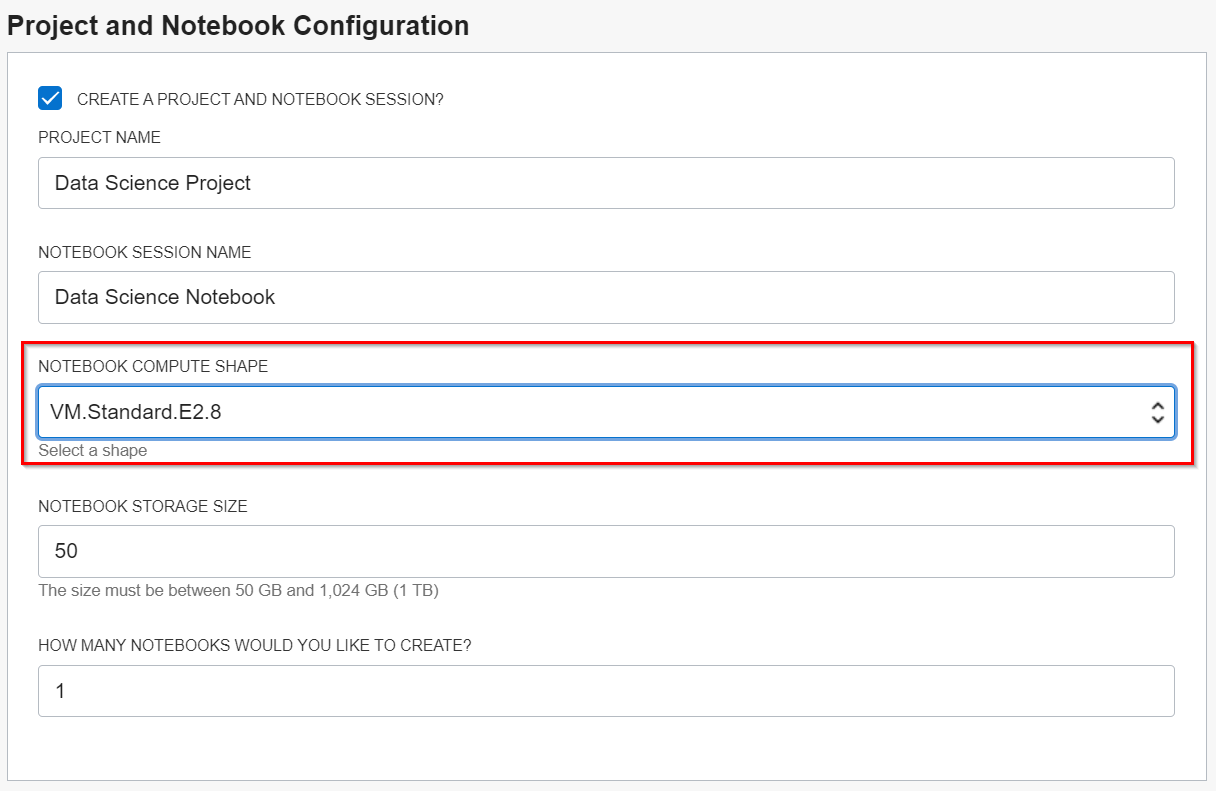 Project and Notebook Configuration
CREATE A PROJECT AND NOTEBOOK SESSION?
PROJECT NAME
Data Science Project
NOTEBOOK SESSION NAME
Data Science Notebook
NOTEBOOK COMPUTE SHAPE
VM.Standard.E2.8
Select a shape
NOTEBOOK STORAGE SIZE
50
The size must be between 50 GB and 1,024 GB (1 TB)
HOW MANY NOTEBOOKS WOULD YOU LIKE TO CREATE?
1